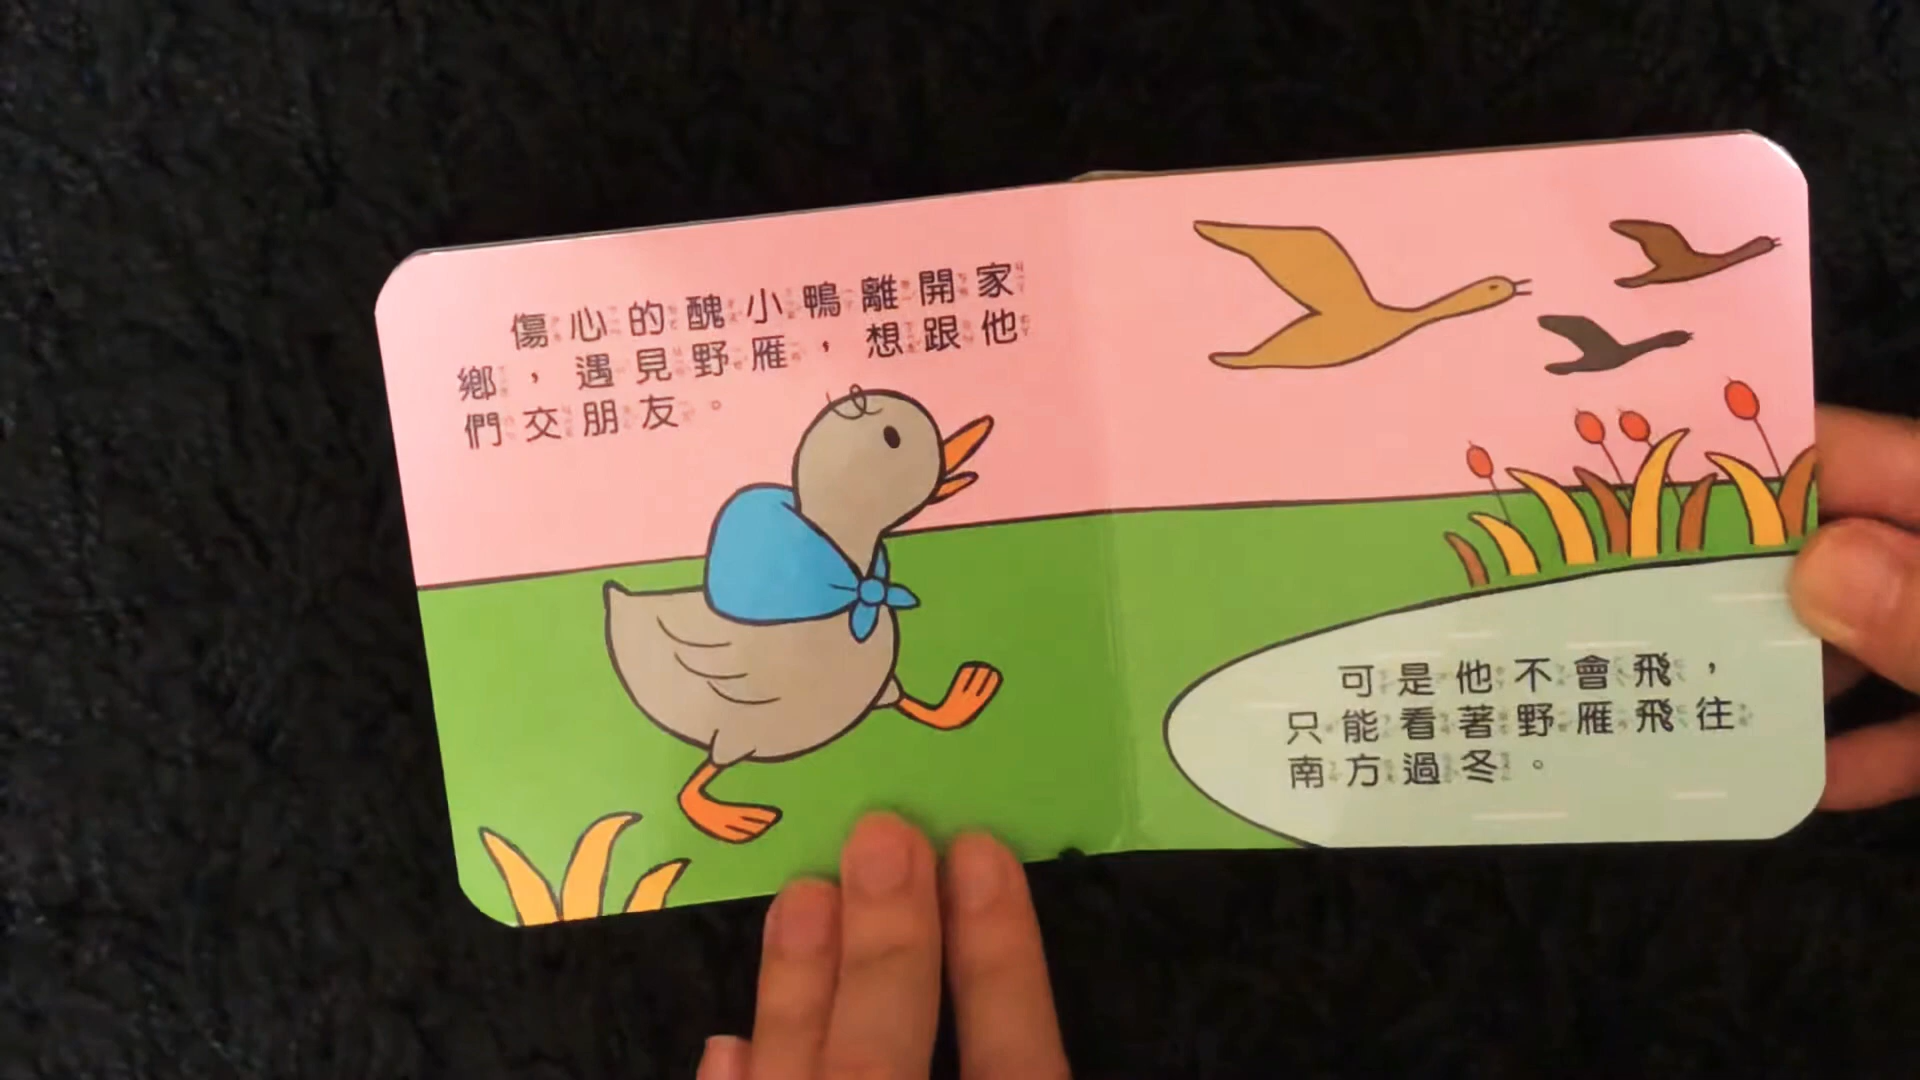 傷心的醜小鴨離開家
鄉，遇見野雁，想跟他
們交朋友。
可是他不會飛，
只能看著野雁飛往
南方過冬。